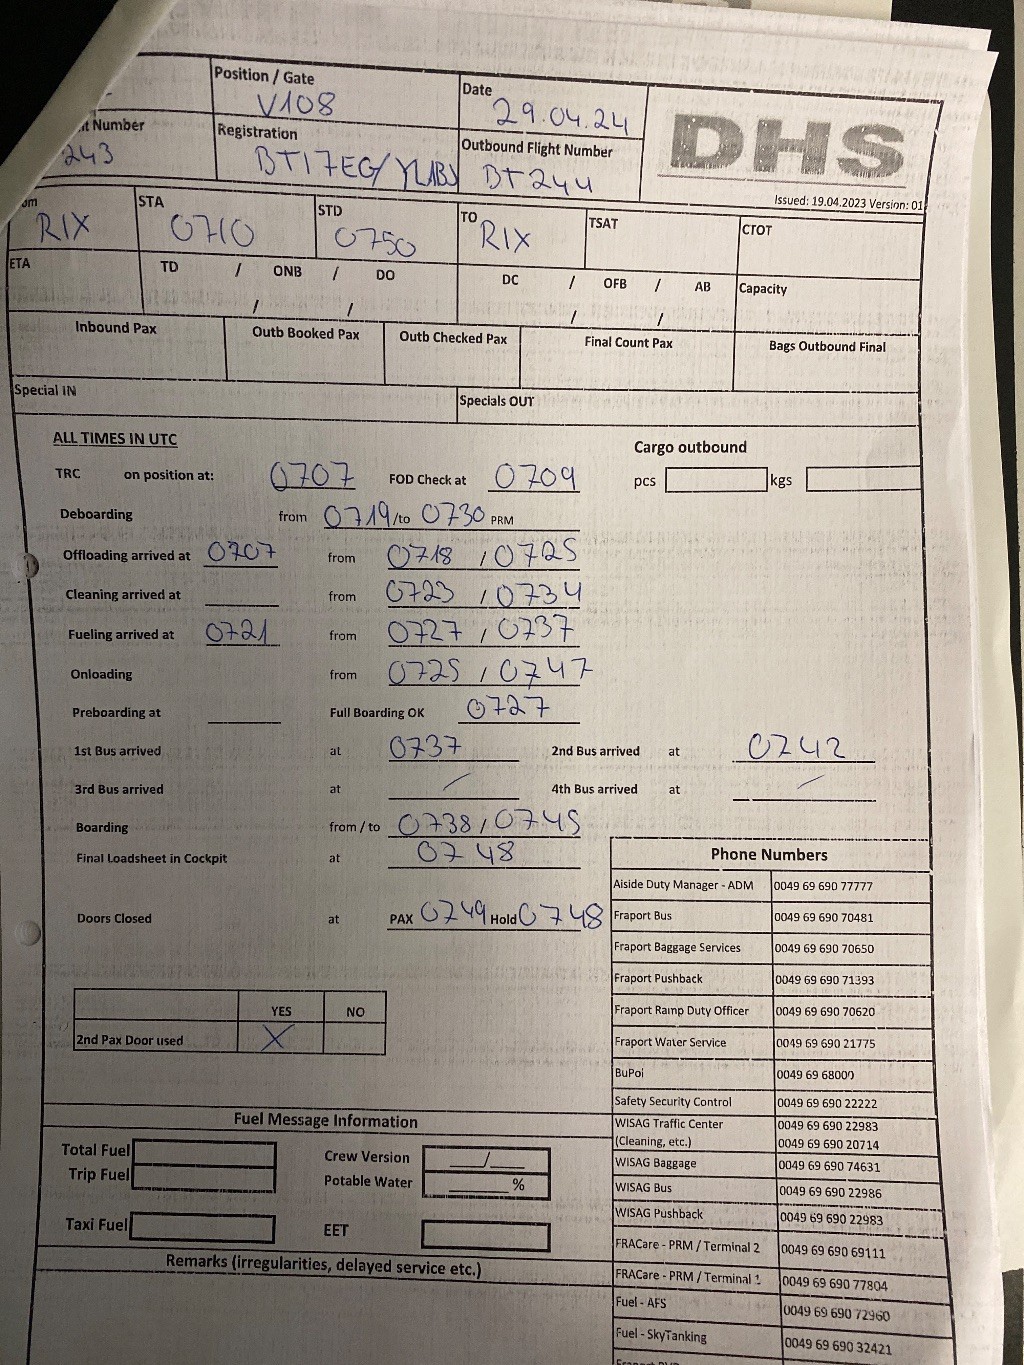 Position / Gate
V108
Date
29.04.24
DHS
Issued: 19.04.2023 Version: 01
Number
243
Registration
BT17EG/YLABJ
Outbound Flight Number
BT244
RIX
STA
0710
STD
0750
TO
RIX
TSAT
CTOT
ETA
TD / ONB / DO
/ /
DC / OFB / AB
/ /
Capacity
Inbound Pax
Outb Booked Pax
Outb Checked Pax
Final Count Pax
Bags Outbound Final
Special IN
Specials OUT
ALL TIMES IN UTC
Cargo outbound
TRC on position at: 0707 FOD Check at 0709
pcs kgs
Deboarding from 0719/to 0730 PRM
Offloading arrived at 0707 from 0718 / 0725
Cleaning arrived at from 0723 / 0734
Fueling arrived at 0721 from 0727 / 0737
Onloading from 0725 / 0747
Preboarding at Full Boarding OK 0727
1st Bus arrived at 0737 2nd Bus arrived at 0742
3rd Bus arrived at / 4th Bus arrived at /
Boarding from / to 0738 / 0745
Final Loadsheet in Cockpit at 0748
Doors Closed at PAX 0749 Hold 0748
YES NO
2nd Pax Door used X
Phone Numbers
Aiside Duty Manager - ADM 0049 69 690 77777
Fraport Bus 0049 69 690 70481
Fraport Baggage Services 0049 69 690 70650
Fraport Pushback 0049 69 690 71393
Fraport Ramp Duty Officer 0049 69 690 70620
Fraport Water Service 0049 69 690 21775
BuPol 0049 69 68000
Safety Security Control 0049 69 690 22222
WISAG Traffic Center 0049 69 690 22983
(Cleaning, etc.) 0049 69 690 20714
WISAG Baggage 0049 69 690 74631
WISAG Bus 0049 69 690 22986
WISAG Pushback 0049 69 690 22983
FRACare - PRM / Terminal 2 0049 69 690 69111
FRACare - PRM / Terminal 1 0049 69 690 77804
Fuel - AFS 0049 69 690 72960
Fuel - SkyTanking 0049 69 690 32421
Fuel Message Information
Total Fuel
Trip Fuel
Crew Version /
Potable Water %
Taxi Fuel
EET
Remarks (irregularities, delayed service etc.)